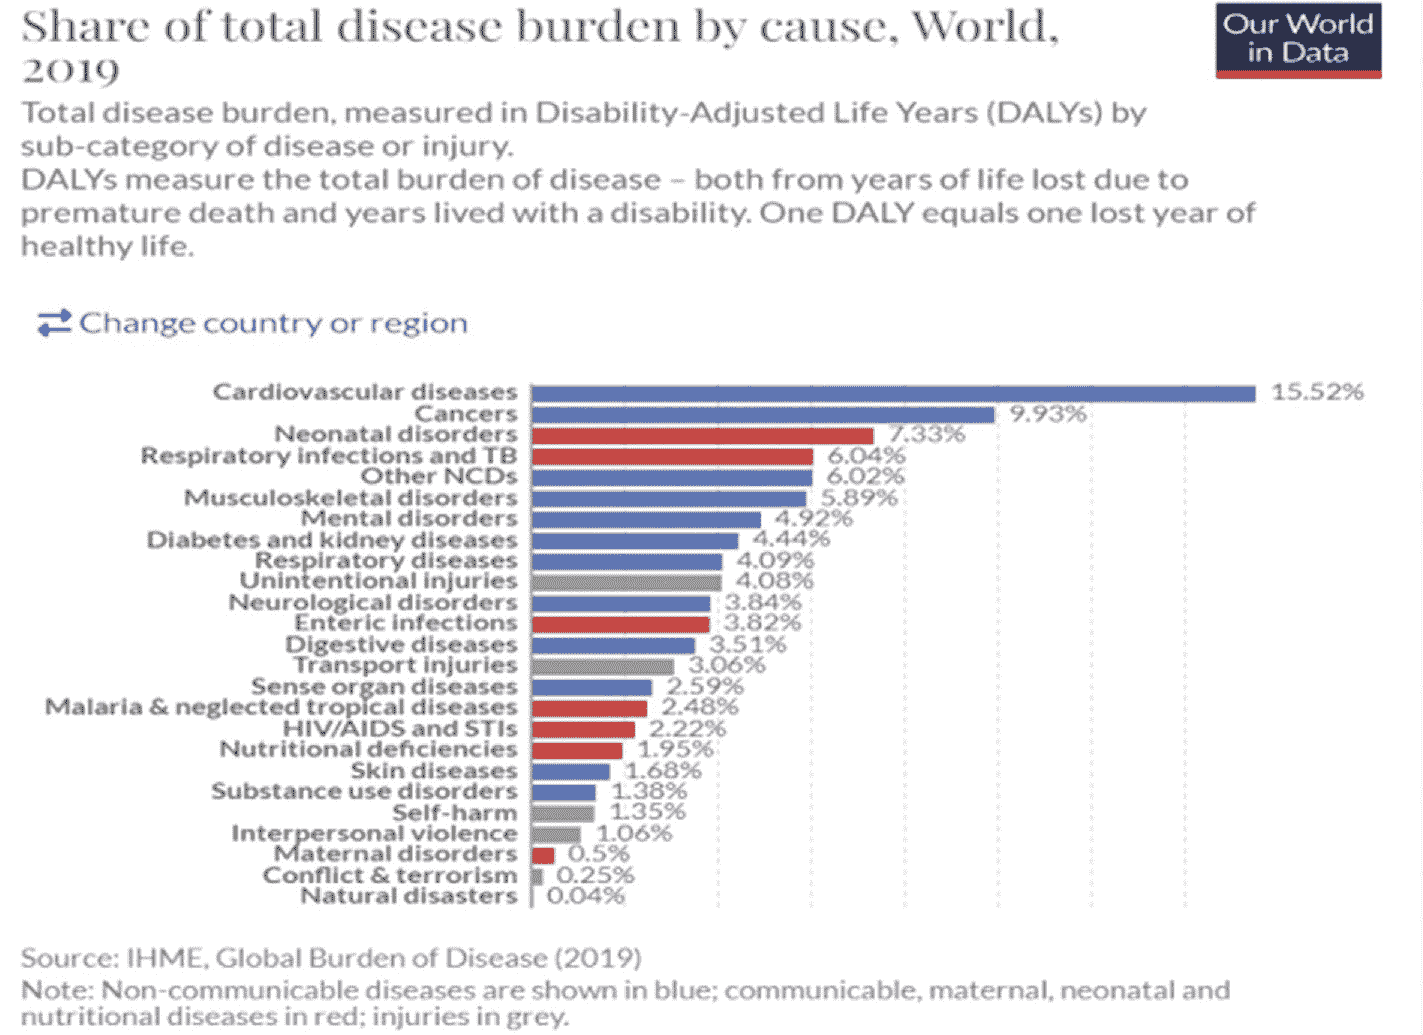 Share of total disease burden by cause, World,
2019
Our World
in Data
Total disease burden, measured in Disability-Adjusted Life Years (DALYs) by
sub-category of disease or injury.
DALYs measure the total burden of disease – both from years of life lost due to
premature death and years lived with a disability. One DALY equals one lost year of
healthy life.
Change country or region
Cardiovascular diseases 15.52%
Cancers 9.93%
Neonatal disorders 7.33%
Respiratory infections and TB 6.04%
Other NCDs 6.02%
Musculoskeletal disorders 5.89%
Mental disorders 4.92%
Diabetes and kidney diseases 4.44%
Respiratory diseases 4.09%
Unintentional injuries 4.08%
Neurological disorders 3.84%
Enteric infections 3.82%
Digestive diseases 3.51%
Transport injuries 3.06%
Sense organ diseases 2.59%
Malaria & neglected tropical diseases 2.48%
HIV/AIDS and STIs 2.22%
Nutritional deficiencies 1.95%
Skin diseases 1.68%
Substance use disorders 1.38%
Self-harm 1.35%
Interpersonal violence 1.06%
Maternal disorders 0.5%
Conflict & terrorism 0.25%
Natural disasters 0.04%
Source: IHME, Global Burden of Disease (2019)
Note: Non-communicable diseases are shown in blue; communicable, maternal, neonatal and
nutritional diseases in red; injuries in grey.